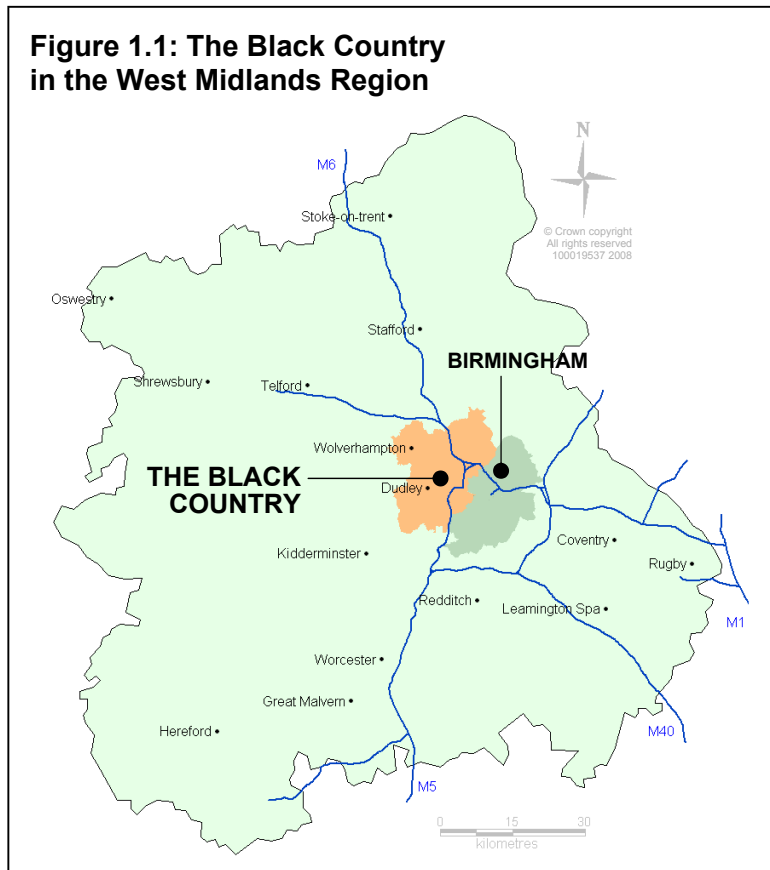 Figure 1.1: The Black Country
in the West Midlands Region
N
M6
© Crown copyright
All rights reserved
100019537 2008
Stoke-on-trent
Oswestry
Stafford
BIRMINGHAM
Shrewsbury
Telford
Wolverhampton
THE BLACK
COUNTRY
Dudley
Coventry
Kidderminster
Rugby
Redditch
Leamington Spa
M1
Worcester
Great Malvern
Hereford
M40
M5
0 15 30
kilometres